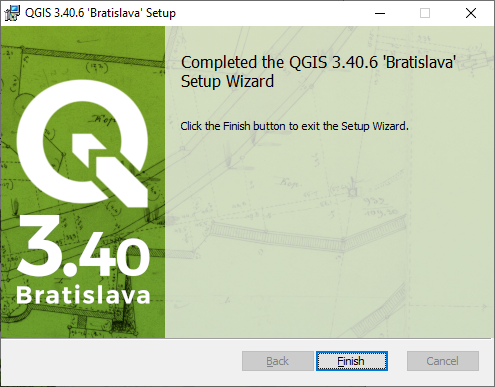 QGIS 3.40.6 'Bratislava' Setup
Completed the QGIS 3.40.6 'Bratislava'
Setup Wizard
Click the Finish button to exit the Setup Wizard.
3.40
Bratislava
Back
Finish
Cancel